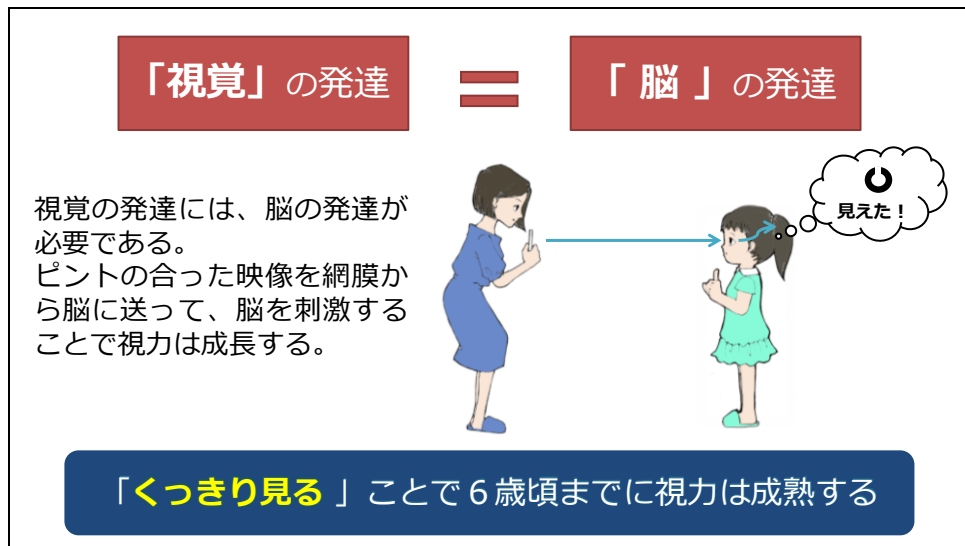 「視覚」の発達
=
「 脳 」の発達
視覚の発達には、脳の発達が
必要である。
ピントの合った映像を網膜か
ら脳に送って、脳を刺激する
ことで視力は成長する。
見えた！
「くっきり見る 」ことで６歳頃までに視力は成熟する